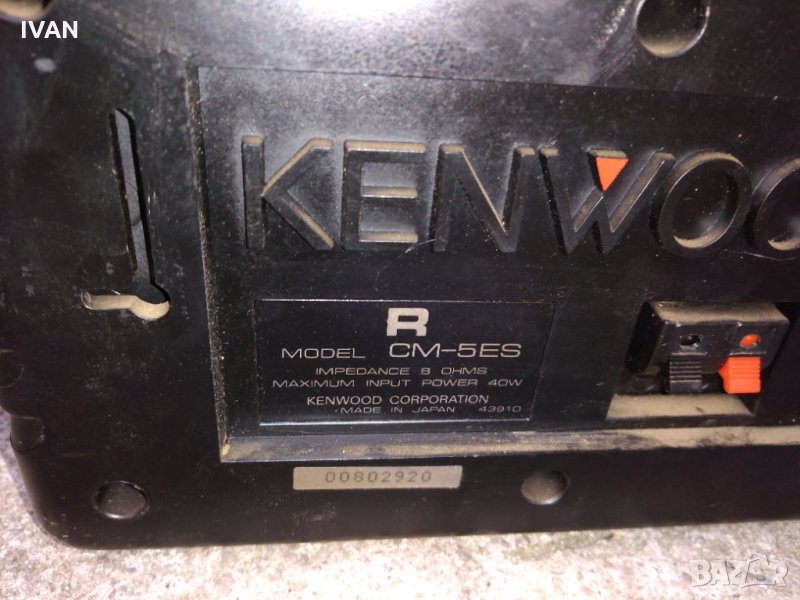 IVAN
KENWOO
R
MODEL CM-5ES
IMPEDANCE 8 OHMS
MAXIMUM INPUT POWER 40W
KENWOOD CORPORATION
·MADE IN JAPAN 43910
00802920
BAZAR